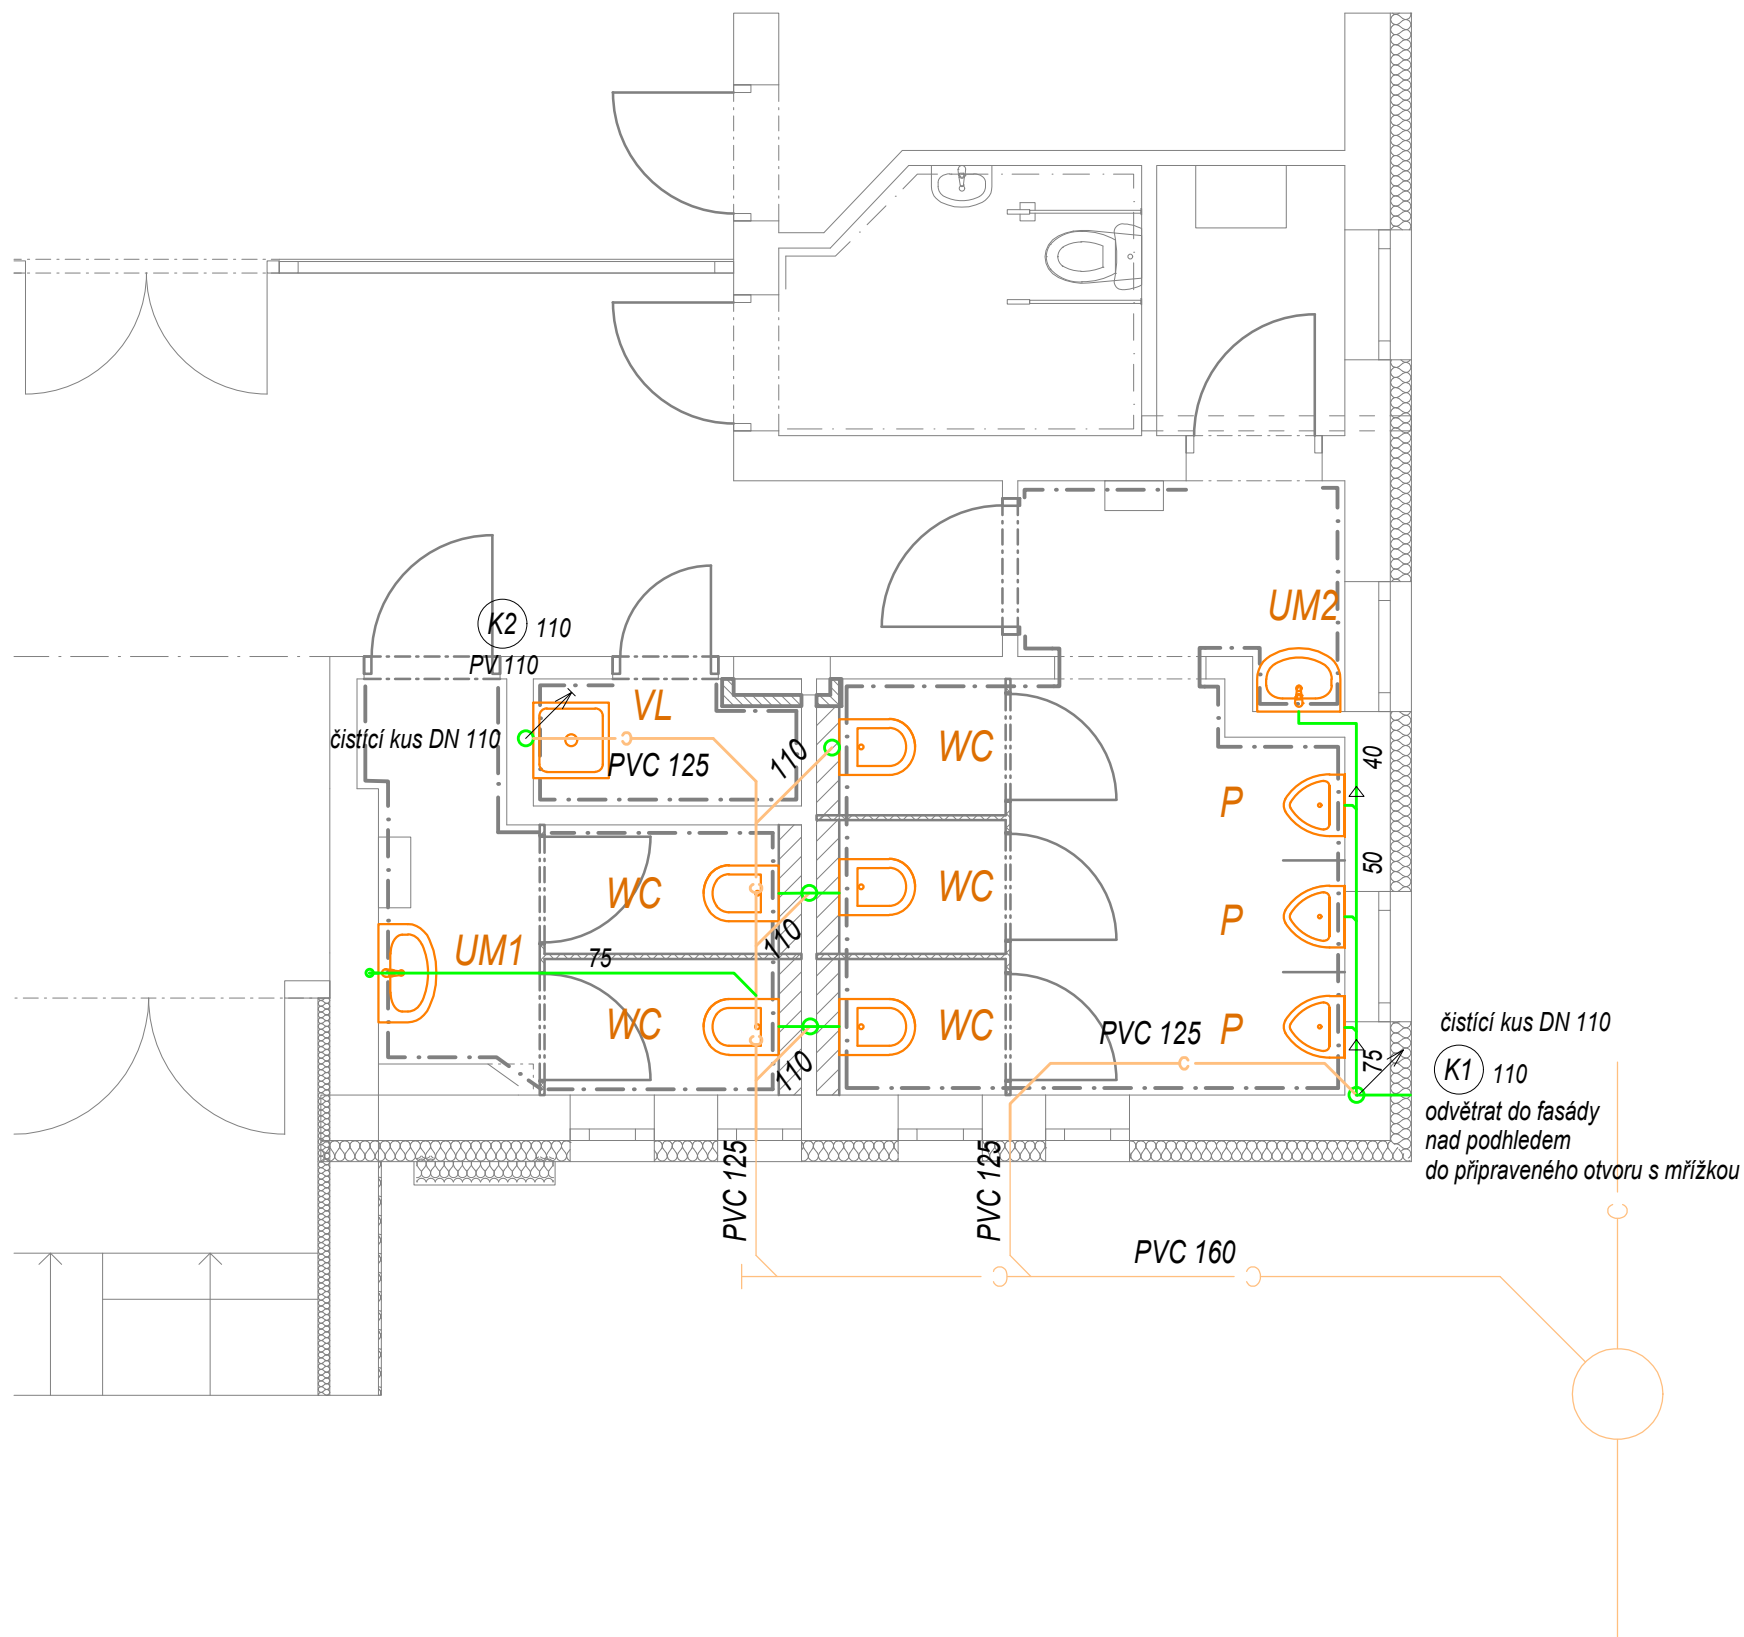 UM2
K2 110
PV 110
VL
čistící kus DN 110
PVC 125
110
WC
40
P
50
WC
WC
P
110
UM1
75
WC
WC
P
PVC 125
75
110
čistící kus DN 110
K1 110
odvětrat do fasády
nad podhledem
do připraveného otvoru s mřížkou
PVC 125
PVC 125
PVC 160